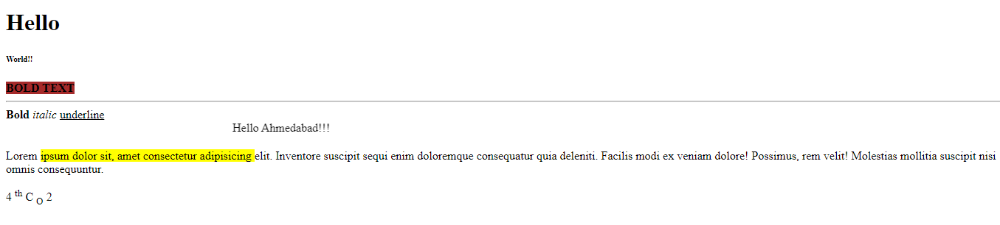 Hello
World!!
BOLD TEXT
Bold italic underline
Hello Ahmedabad!!!
Lorem ipsum dolor sit, amet consectetur adipisicing elit. Inventore suscipit sequi enim doloremque consequatur quia deleniti. Facilis modi ex veniam dolore! Possimus, rem velit! Molestias mollitia suscipit nisi
omnis consequuntur.
4 th C O 2